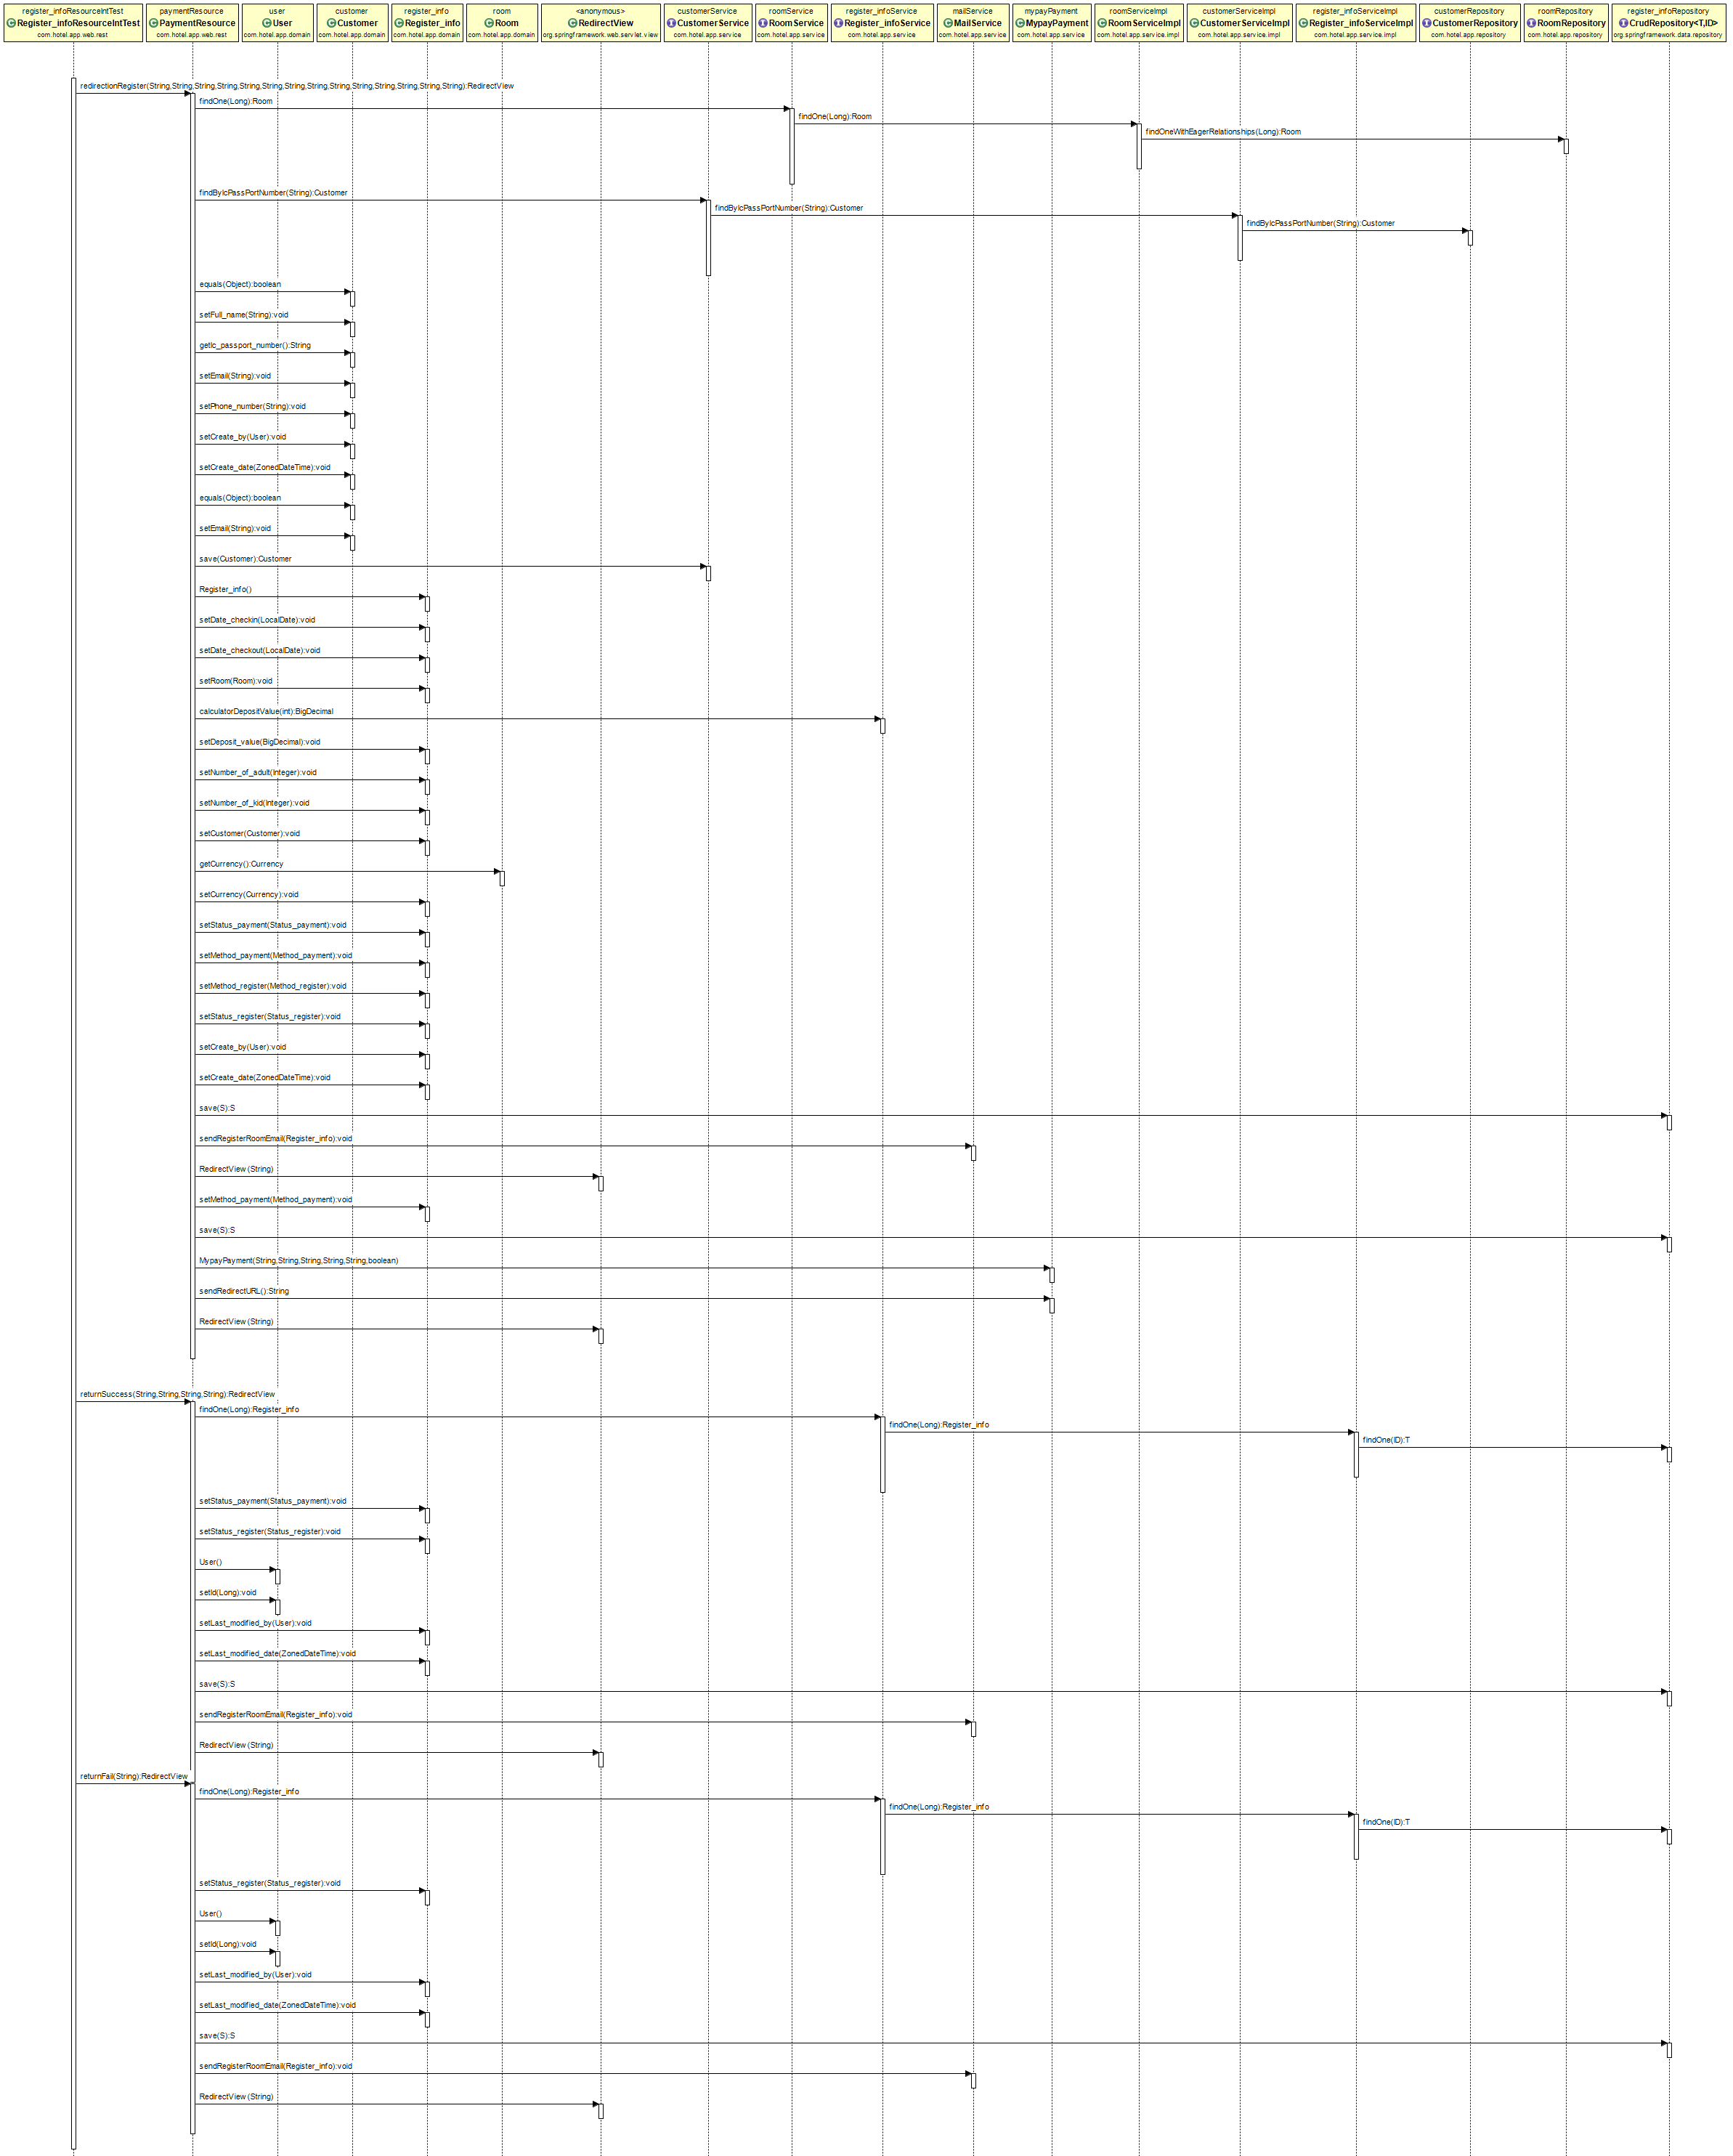 register_infoResourceIntTest
Register_infoResourceIntTest
com.hotel.app.web.rest
paymentResource
PaymentResource
com.hotel.app.web.rest
user
User
com.hotel.app.domain
customer
Customer
com.hotel.app.domain
register_info
Register_info
com.hotel.app.domain
room
Room
com.hotel.app.domain
<anonymous>
RedirectView
org.springframework.web.servlet.view
customerService
CustomerService
com.hotel.app.service
roomService
RoomService
com.hotel.app.service
register_infoService
Register_infoService
com.hotel.app.service
mailService
MailService
com.hotel.app.service
mypayPayment
MypayPayment
com.hotel.app.service
roomServiceImpl
RoomServiceImpl
com.hotel.app.service.impl
customerServiceImpl
CustomerServiceImpl
com.hotel.app.service.impl
register_infoServiceImpl
Register_infoServiceImpl
com.hotel.app.service.impl
customerRepository
CustomerRepository
com.hotel.app.repository
roomRepository
RoomRepository
com.hotel.app.repository
register_infoRepository
CrudRepository<T,ID>
org.springframework.data.repository
redirectionRegister(String,String,String,String,String,String,String,String,String,String,String,String,String,String,String,String):RedirectView
findOne(Long):Room
findOne(Long):Room
findOneWithEagerRelationships(Long):Room
findByIcPassPortNumber(String):Customer
findByIcPassPortNumber(String):Customer
findByIcPassPortNumber(String):Customer
equals(Object):boolean
setFull_name(String):void
getIc_passport_number():String
setEmail(String):void
setPhone_number(String):void
setCreate_by(User):void
setCreate_date(ZonedDateTime):void
equals(Object):boolean
setEmail(String):void
save(Customer):Customer
Register_info()
setDate_checkin(LocalDate):void
setDate_checkout(LocalDate):void
setRoom(Room):void
calculatorDepositValue(int):BigDecimal
setDeposit_value(BigDecimal):void
setNumber_of_adult(Integer):void
setNumber_of_kid(Integer):void
setCustomer(Customer):void
getCurrency():Currency
setCurrency(Currency):void
setStatus_payment(Status_payment):void
setMethod_payment(Method_payment):void
setMethod_register(Method_register):void
setStatus_register(Status_register):void
setCreate_by(User):void
setCreate_date(ZonedDateTime):void
save(S):S
sendRegisterRoomEmail(Register_info):void
RedirectView(String)
setMethod_payment(Method_payment):void
save(S):S
MypayPayment(String,String,String,String,String,boolean)
sendRedirectURL():String
RedirectView(String)
returnSuccess(String,String,String,String):RedirectView
findOne(Long):Register_info
findOne(Long):Register_info
findOne(ID):T
setStatus_payment(Status_payment):void
setStatus_register(Status_register):void
User()
setId(Long):void
setLast_modified_by(User):void
setLast_modified_date(ZonedDateTime):void
save(S):S
sendRegisterRoomEmail(Register_info):void
RedirectView(String)
returnFail(String):RedirectView
findOne(Long):Register_info
findOne(Long):Register_info
findOne(ID):T
setStatus_register(Status_register):void
User()
setId(Long):void
setLast_modified_by(User):void
setLast_modified_date(ZonedDateTime):void
save(S):S
sendRegisterRoomEmail(Register_info):void
RedirectView(String)